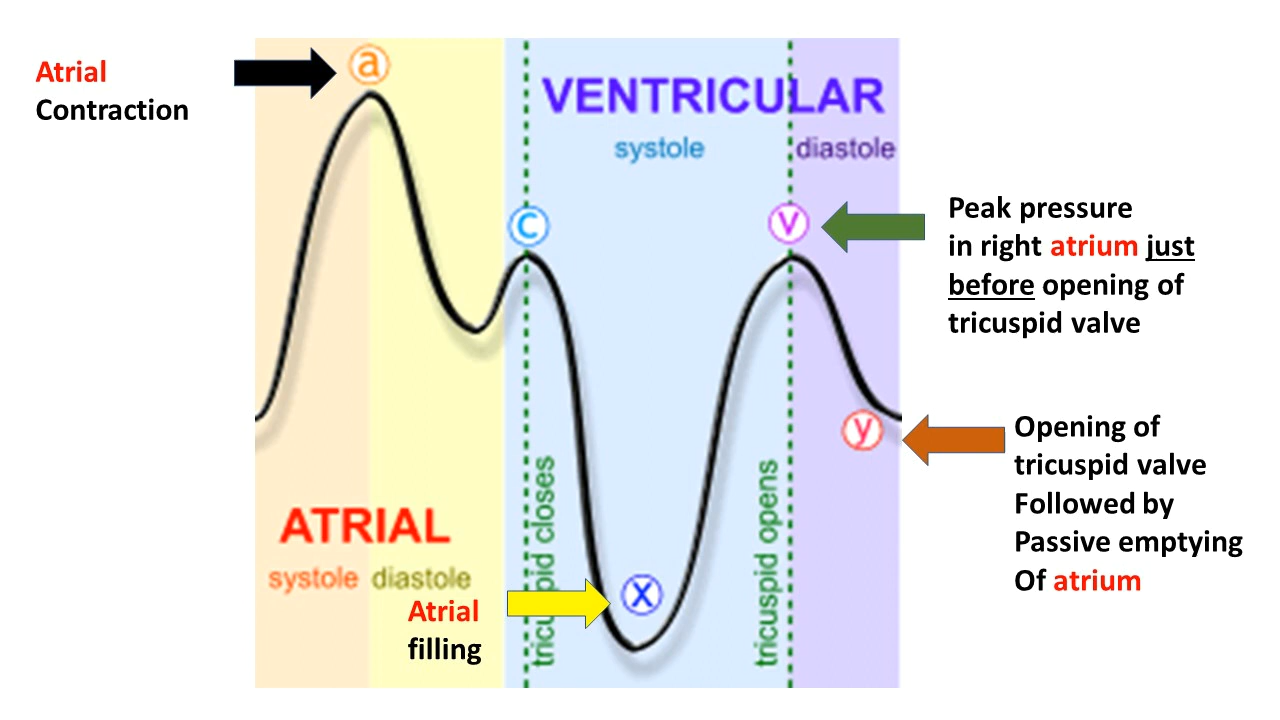 Atrial
Contraction
a
VENTRICULAR
systole
diastole
c
v
Peak pressure
in right atrium just
before opening of
tricuspid valve
y
Opening of
tricuspid valve
Followed by
Passive emptying
Of atrium
ATRIAL
systole diastole
tricuspid closes
tricuspid opens
x
Atrial
filling